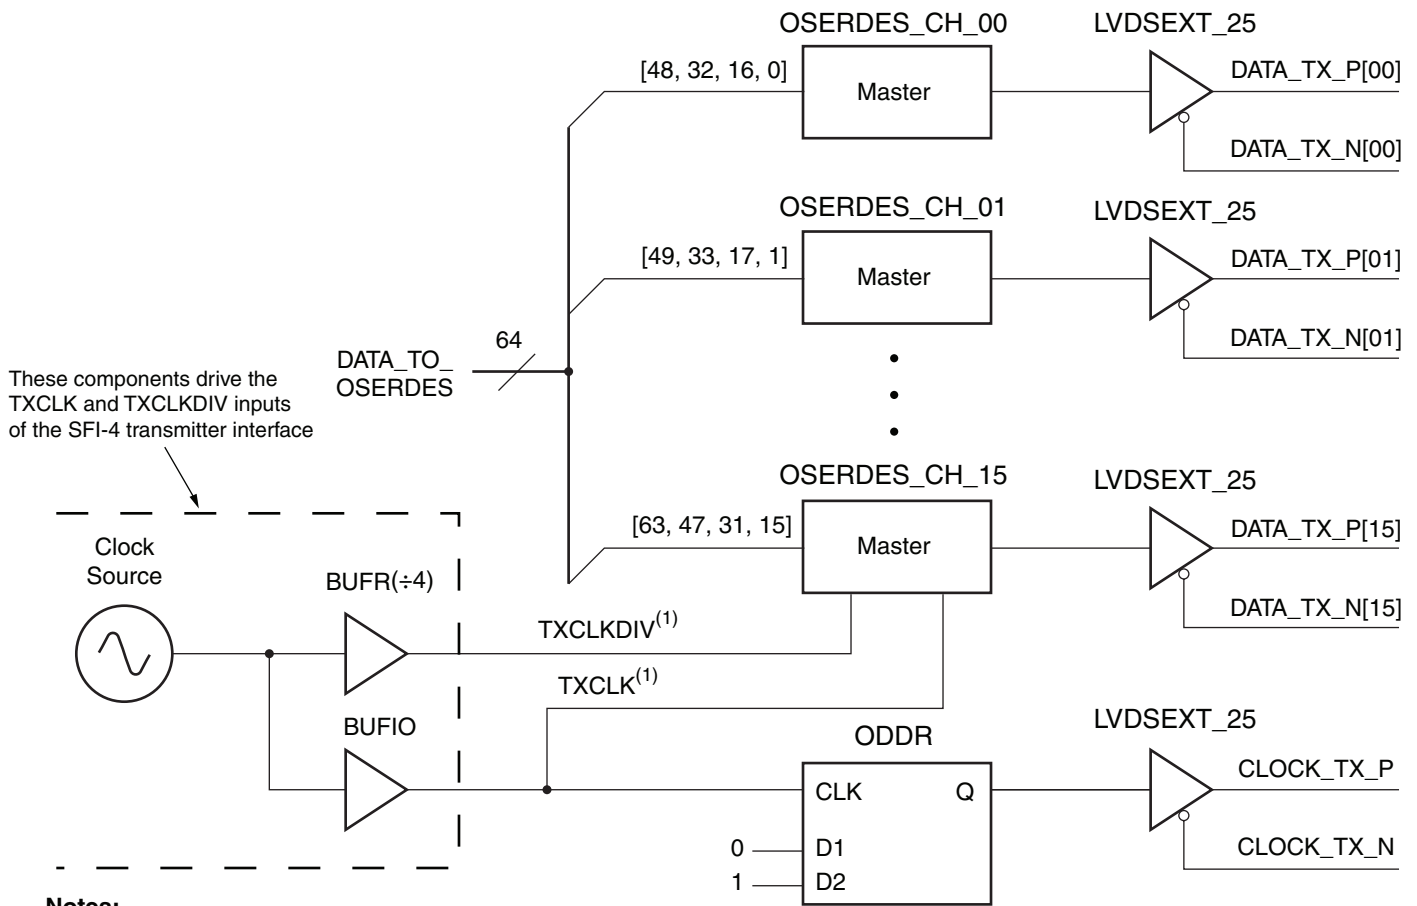 OSERDES_CH_00
LVDSEXT_25
[48, 32, 16, 0]
Master
DATA_TX_P[00]
DATA_TX_N[00]
OSERDES_CH_01
LVDSEXT_25
[49, 33, 17, 1]
Master
DATA_TX_P[01]
DATA_TX_N[01]
64
DATA_TO_
OSERDES
These components drive the
TXCLK and TXCLKDIV inputs
of the SFI-4 transmitter interface
OSERDES_CH_15
LVDSEXT_25
[63, 47, 31, 15]
Master
DATA_TX_P[15]
DATA_TX_N[15]
Clock
Source
BUFR(÷4)
TXCLKDIV(1)
TXCLK(1)
BUFIO
ODDR
LVDSEXT_25
CLK
Q
CLOCK_TX_P
0
D1
CLOCK_TX_N
1
D2
Notes: